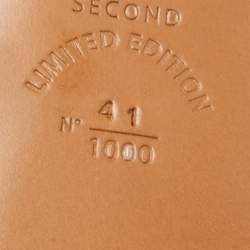 SECOND
LIMITED EDITION
Nº 41
1000